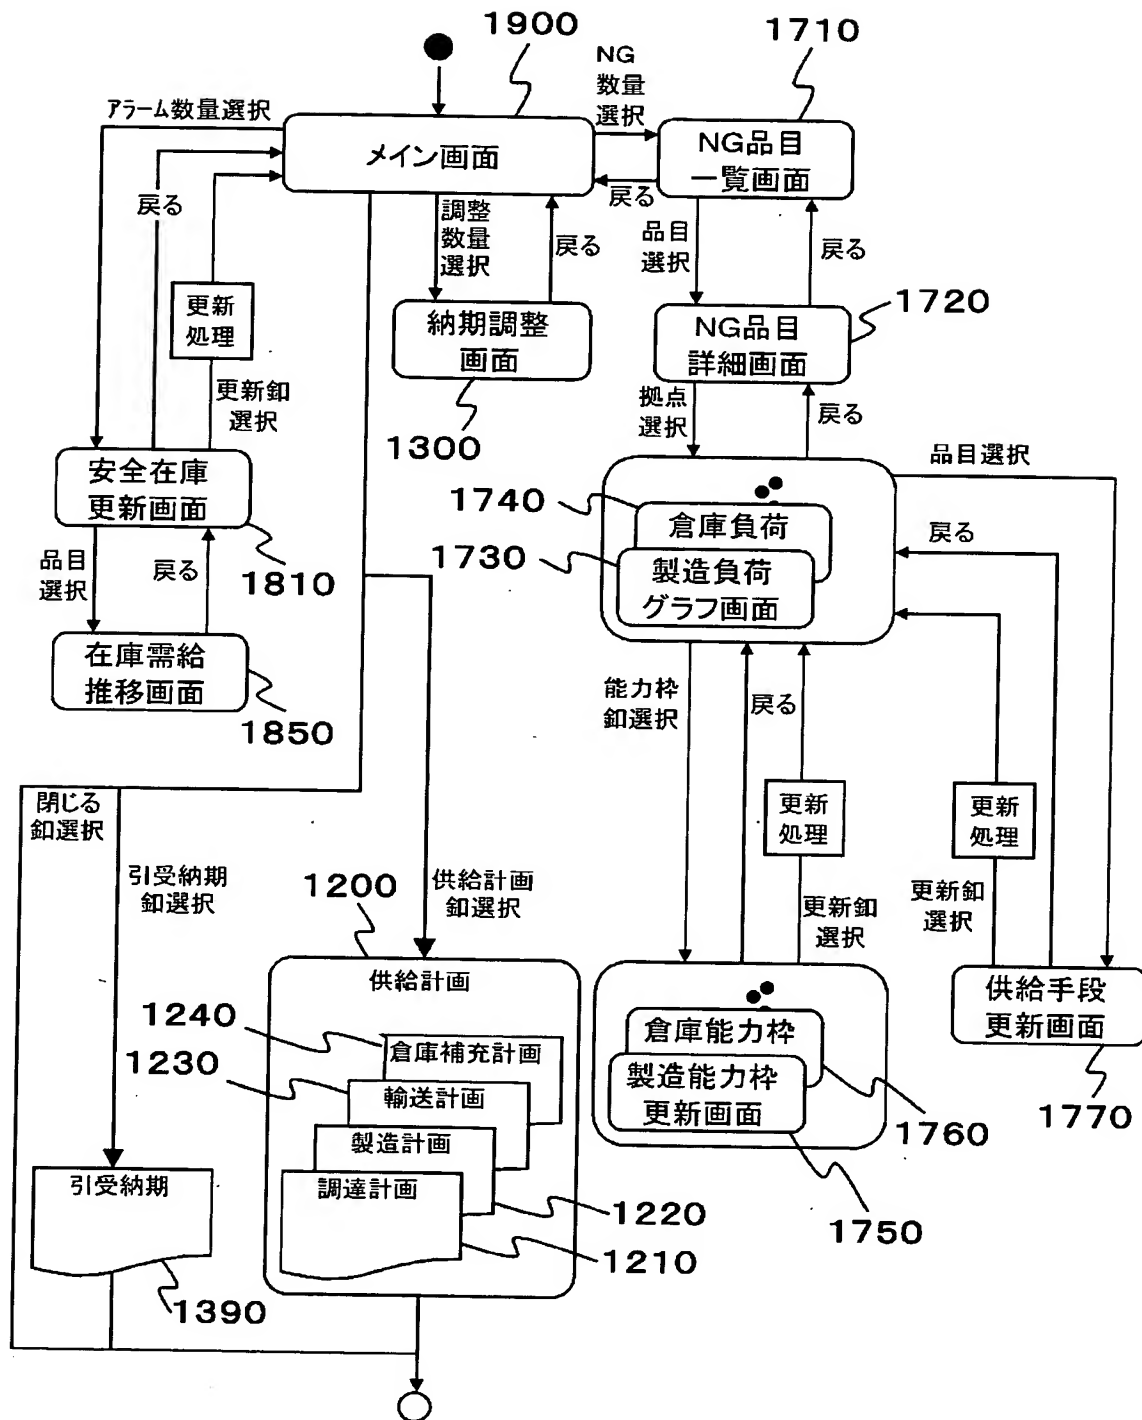 1900
1710
NG
数量
選択
アラーム数量選択
メイン画面
NG品目
一覧画面
戻る
戻る
調整
数量
選択
戻る
品目
選択
戻る
更新
処理
1720
納期調整
画面
NG品目
詳細画面
更新釦
選択
1300
拠点
選択
戻る
安全在庫
更新画面
品目選択
1740
倉庫負荷
1730
製造負荷
グラフ画面
戻る
品目
選択
戻る
1810
在庫需給
推移画面
1850
能力枠
釦選択
戻る
閉じる
釦選択
更新
処理
更新
処理
引受納期
釦選択
1200
供給計画
釦選択
更新釦
選択
更新釦
選択
供給計画
供給手段
更新画面
1240
倉庫補充計画
1230
輸送計画
製造計画
調達計画
倉庫能力枠
製造能力枠
更新画面
1760
1770
引受納期
1220
1750
1210
1390